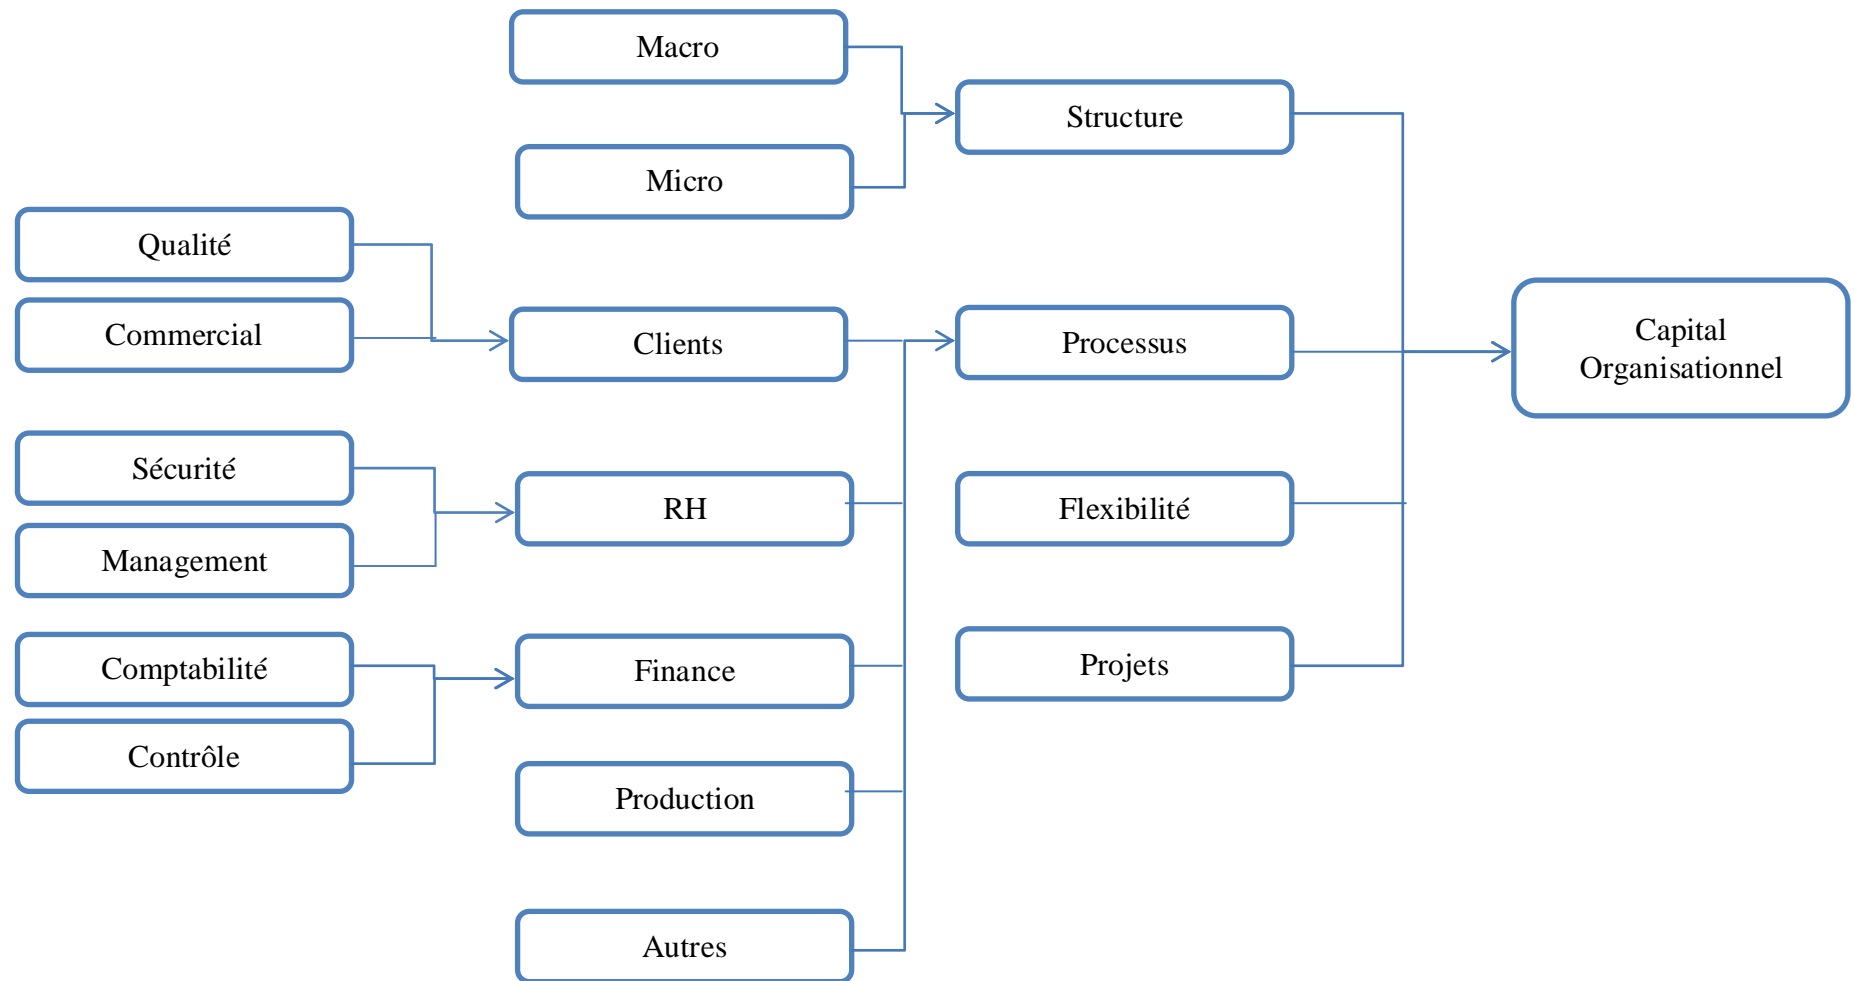 Macro
Structure
Micro
Qualité
Commercial
Clients
Processus
Capital
Organisationnel
Sécurité
RH
Flexibilité
Management
Comptabilité
Finance
Projets
Contrôle
Production
Autres